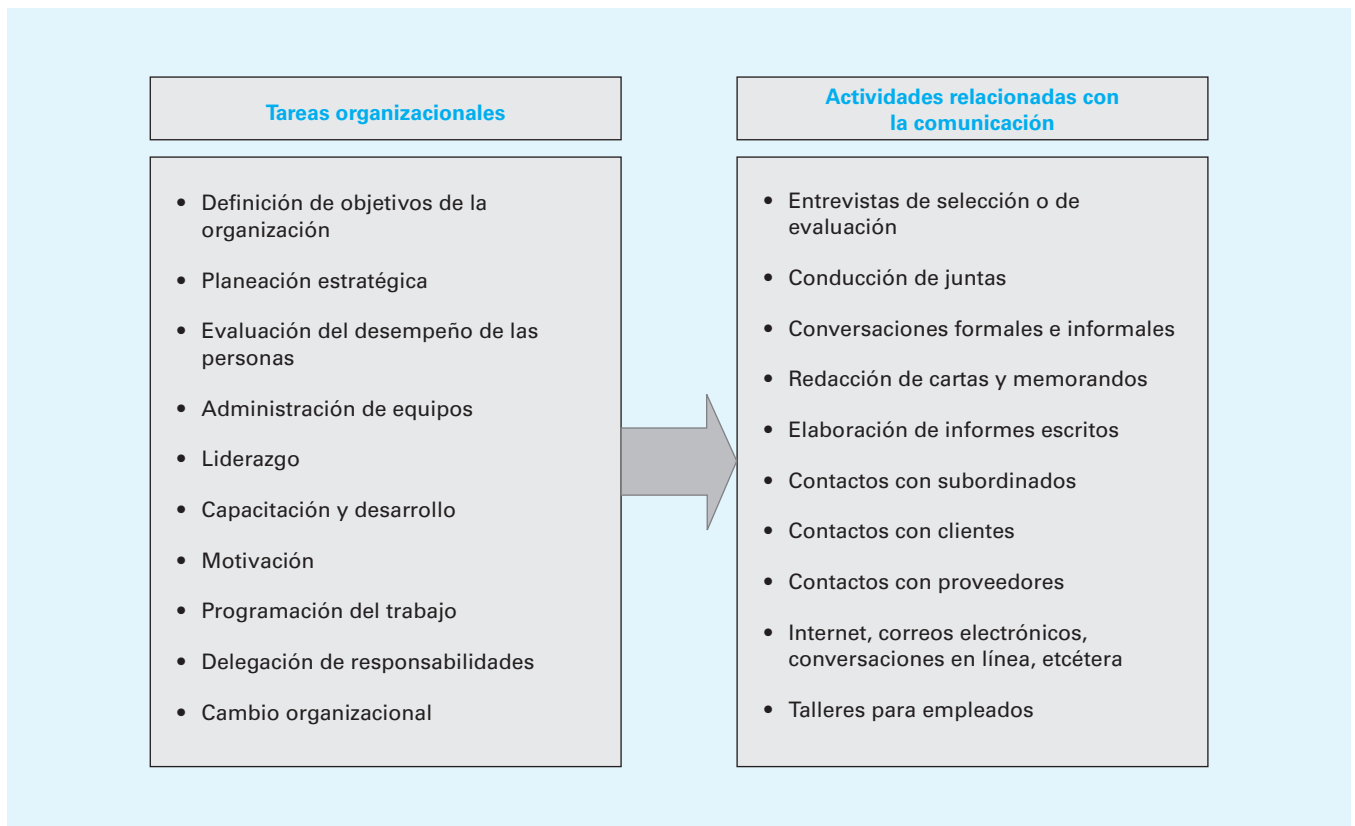 Tareas organizacionales
• Definición de objetivos de la
organización
• Planeación estratégica
• Evaluación del desempeño de las
personas
• Administración de equipos
• Liderazgo
• Capacitación y desarrollo
• Motivación
• Programación del trabajo
• Delegación de responsabilidades
• Cambio organizacional
Actividades relacionadas con
la comunicación
• Entrevistas de selección o de
evaluación
• Conducción de juntas
• Conversaciones formales e informales
• Redacción de cartas y memorandos
• Elaboración de informes escritos
• Contactos con subordinados
• Contactos con clientes
• Contactos con proveedores
• Internet, correos electrónicos,
conversaciones en línea, etcétera
• Talleres para empleados